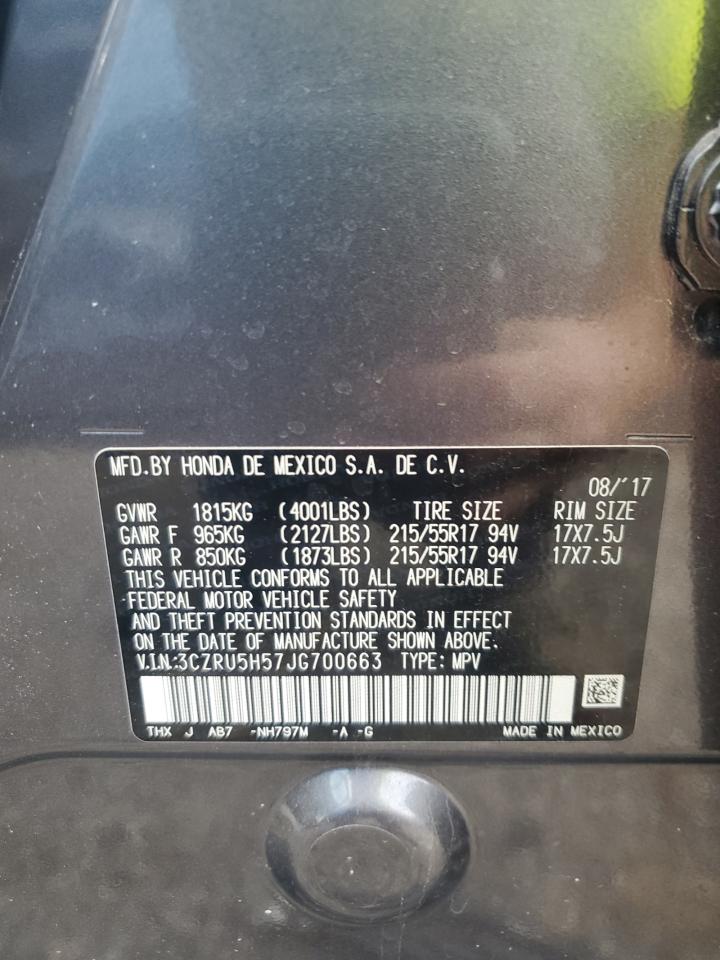 MFD.BY HONDA DE MEXICO S.A. DE C.V.
08/'17
GVWR 1815KG (4001LBS) TIRE SIZE RIM SIZE
GAWR F 965KG (2127LBS) 215/55R17 94V 17X7.5J
GAWR R 850KG (1873LBS) 215/55R17 94V 17X7.5J
THIS VEHICLE CONFORMS TO ALL APPLICABLE
FEDERAL MOTOR VEHICLE SAFETY
AND THEFT PREVENTION STANDARDS IN EFFECT
ON THE DATE OF MANUFACTURE SHOWN ABOVE.
V.I.N.:3CZRU5H57JG700663 TYPE: MPV
THX J AB7 -NH797M -A -G MADE IN MEXICO